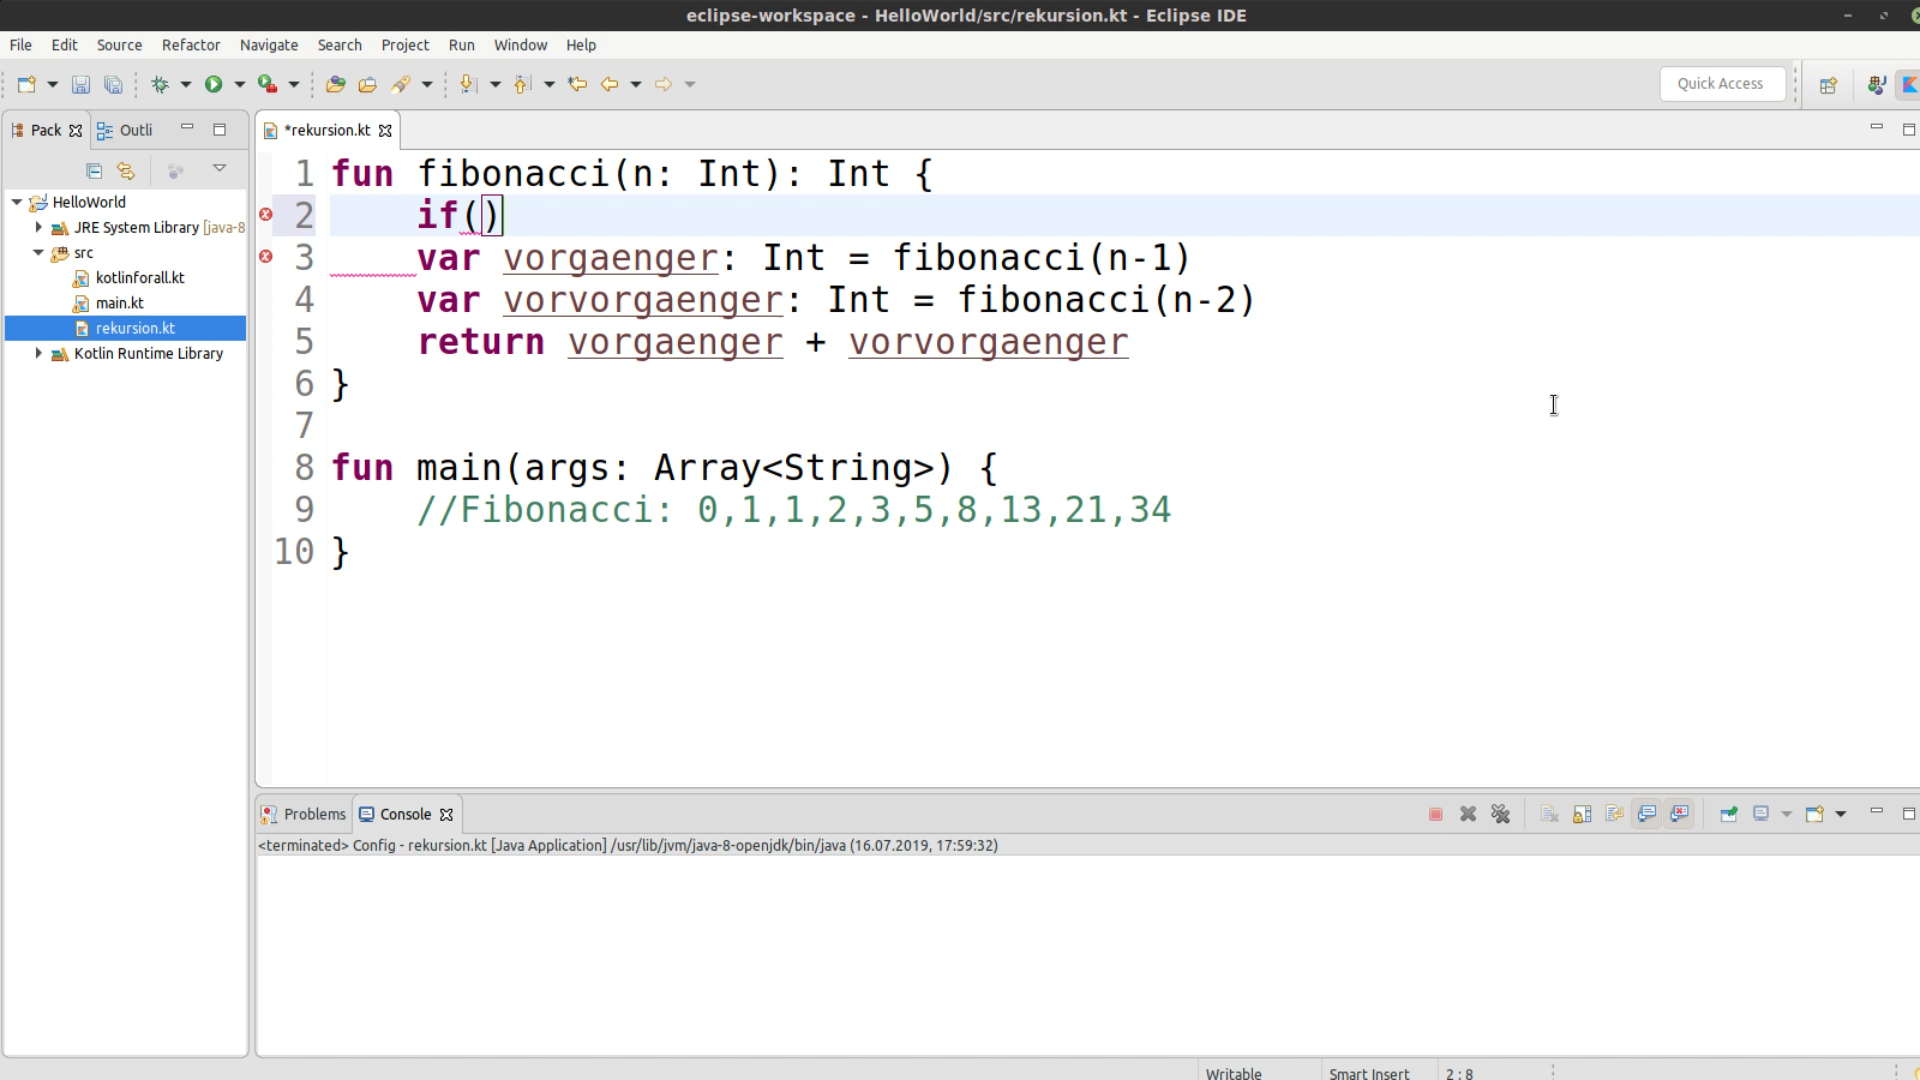 eclipse-workspace - HelloWorld/src/rekursion.kt - Eclipse IDE
File Edit Source Refactor Navigate Search Project Run Window Help
Quick Access
Pack Outli
*rekursion.kt
HelloWorld
JRE System Library [java-8
src
kotlinforall.kt
main.kt
rekursion.kt
Kotlin Runtime Library
1 fun fibonacci(n: Int): Int {
2 if()
3 var vorgaenger: Int = fibonacci(n-1)
4 var vorvorgaenger: Int = fibonacci(n-2)
5 return vorgaenger + vorvorgaenger
6 }
7
8 fun main(args: Array<String>) {
9 //Fibonacci: 0,1,1,2,3,5,8,13,21,34
10 }
Problems Console
<terminated> Config - rekursion.kt [Java Application] /usr/lib/jvm/java-8-openjdk/bin/java (16.07.2019, 17:59:32)
Writable Smart Insert 2 : 8